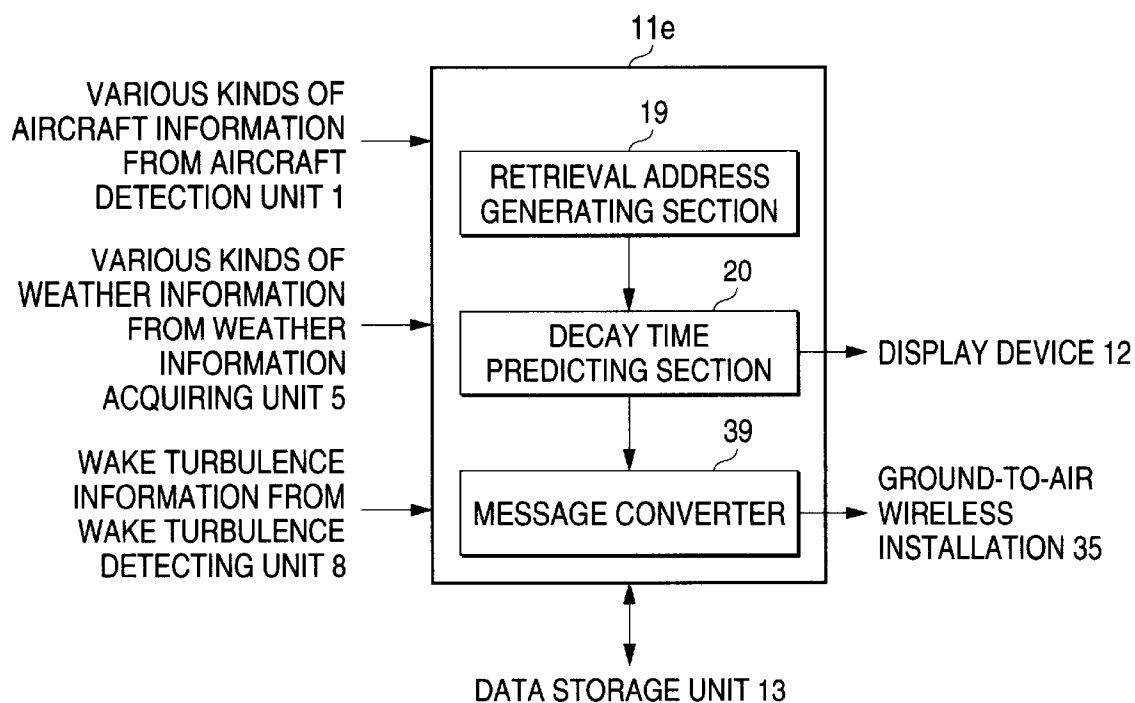 11e
VARIOUS KINDS OF
AIRCRAFT INFORMATION
FROM AIRCRAFT
DETECTION UNIT 1
19
RETRIEVAL ADDRESS
GENERATING SECTION
VARIOUS KINDS OF
WEATHER INFORMATION
FROM WEATHER
INFORMATION
ACQUIRING UNIT 5
20
DECAY TIME
PREDICTING SECTION
DISPLAY DEVICE 12
WAKE TURBULENCE
INFORMATION FROM
WAKE TURBULENCE
DETECTING UNIT 8
39
MESSAGE CONVERTER
GROUND-TO-AIR
WIRELESS
INSTALLATION 35
DATA STORAGE UNIT 13